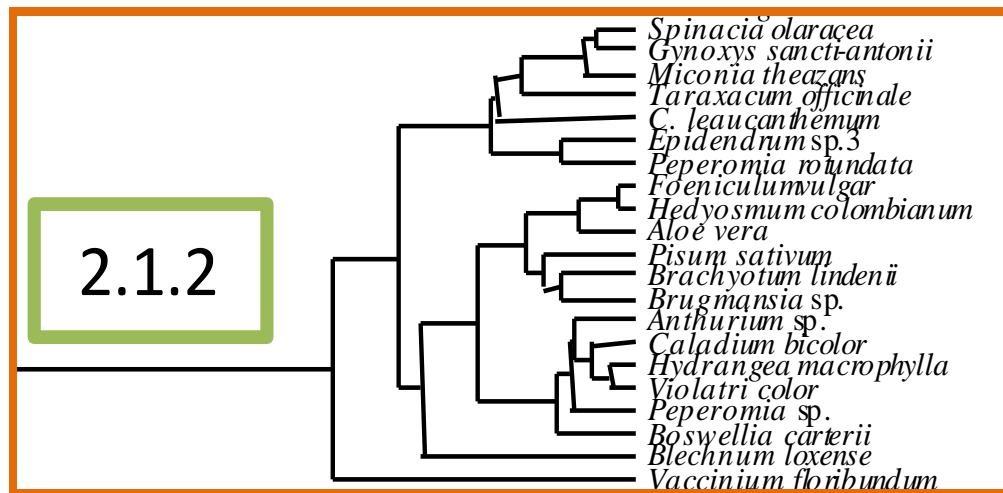 Spinacia olaracea
Gynoxys sancti-antonii
Miconia theazans
Taraxacum officinale
C. leaucanthemum
Epidendrum sp.3
Peperomia rotundata
Foeniculumvulgar
Hedyosmum colombianum
Aloe vera
Pisum sativum
2.1.2
Brachyotum lindenii
Brugmansia sp.
Anthurium sp.
Caladium bicolor
Hydrangea macrophylla
Violatri color
Peperomia sp.
Boswellia carterii
Blechnum loxense
Vaccinium floribundum